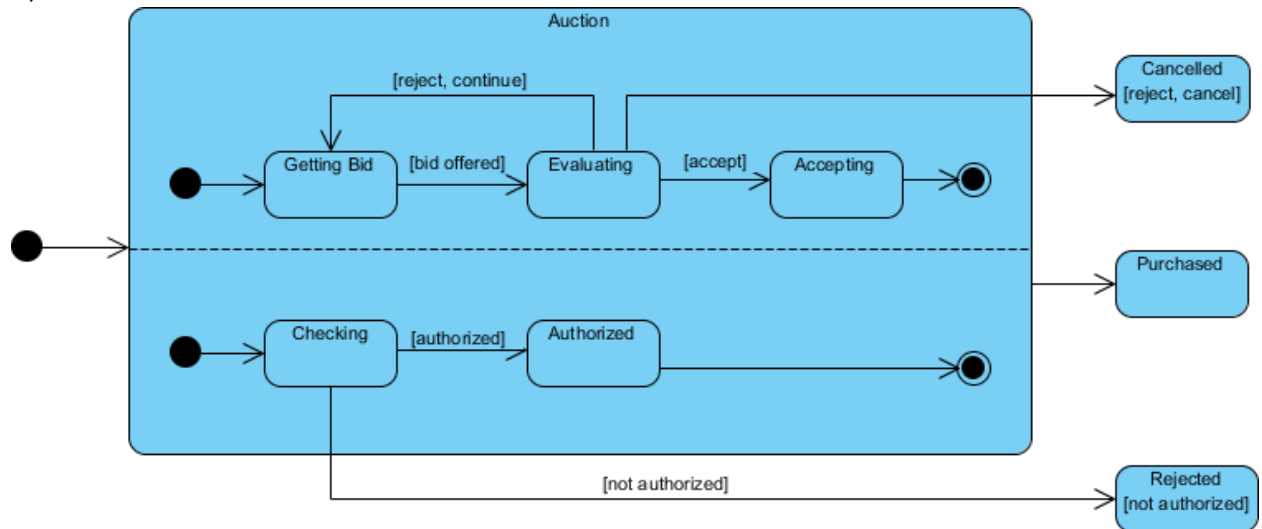 Auction
[reject, continue]
Cancelled
[reject, cancel]
Getting Bid
[bid offered]
Evaluating
[accept]
Accepting
Purchased
Checking
[authorized]
Authorized
[not authorized]
Rejected
[not authorized]